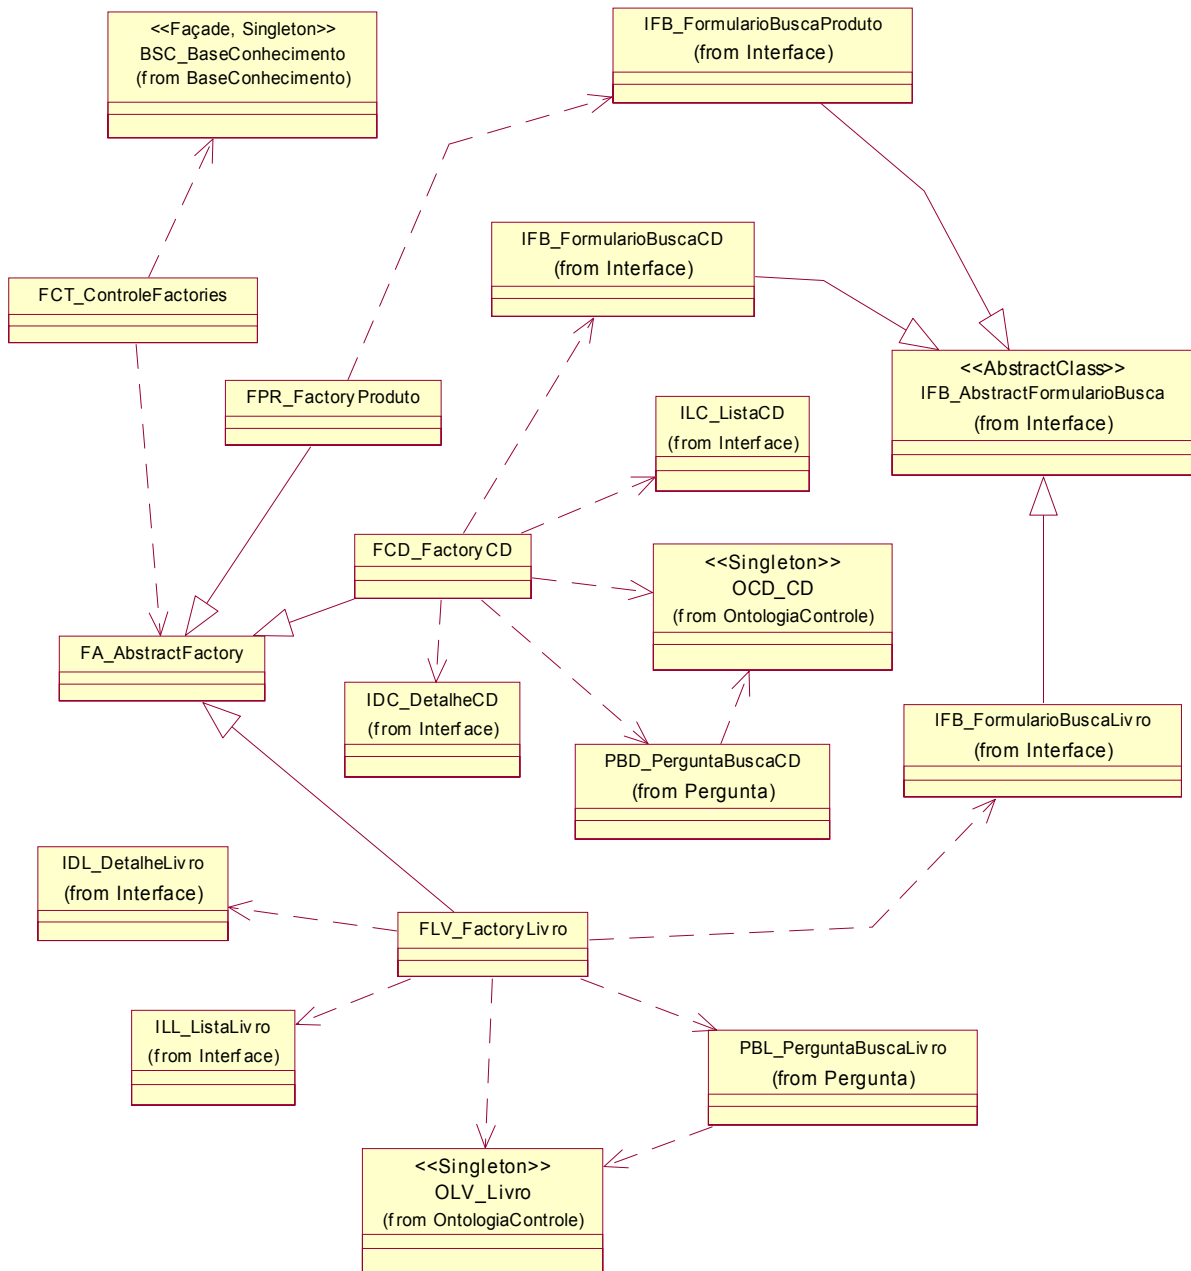 <<Façade, Singleton>>
BSC_BaseConhecimento
(from BaseConhecimento)
IFB_FormularioBuscaProduto
(from Interface)
IFB_FormularioBuscaCD
(from Interface)
FCT_ControleFactories
<<AbstractClass>>
IFB_AbstractFormularioBusca
(from Interface)
FPR_FactoryProduto
ILC_ListaCD
(from Interface)
FCD_FactoryCD
<<Singleton>>
OCD_CD
(from OntologiaControle)
FA_AbstractFactory
IDC_DetalheCD
(from Interface)
IFB_FormularioBuscaLivro
(from Interface)
PBD_PerguntaBuscaCD
(from Pergunta)
IDL_DetalheLivro
(from Interface)
FLV_FactoryLivro
ILL_ListaLivro
(from Interface)
PBL_PerguntaBuscaLivro
(from Pergunta)
<<Singleton>>
OLV_Livro
(from OntologiaControle)